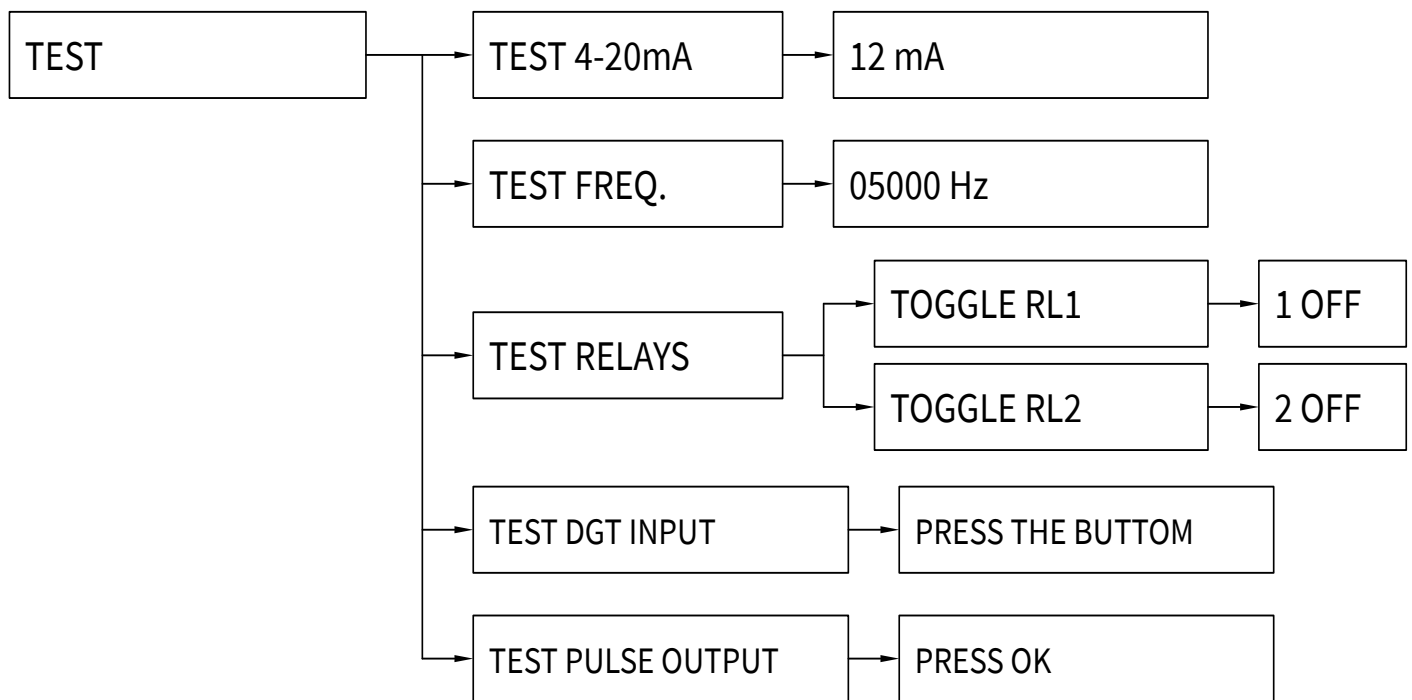 TEST
TEST 4-20mA
12 mA
TEST FREQ.
05000 Hz
TEST RELAYS
TOGGLE RL1
1 OFF
TOGGLE RL2
2 OFF
TEST DGT INPUT
PRESS THE BUTTOM
TEST PULSE OUTPUT
PRESS OK